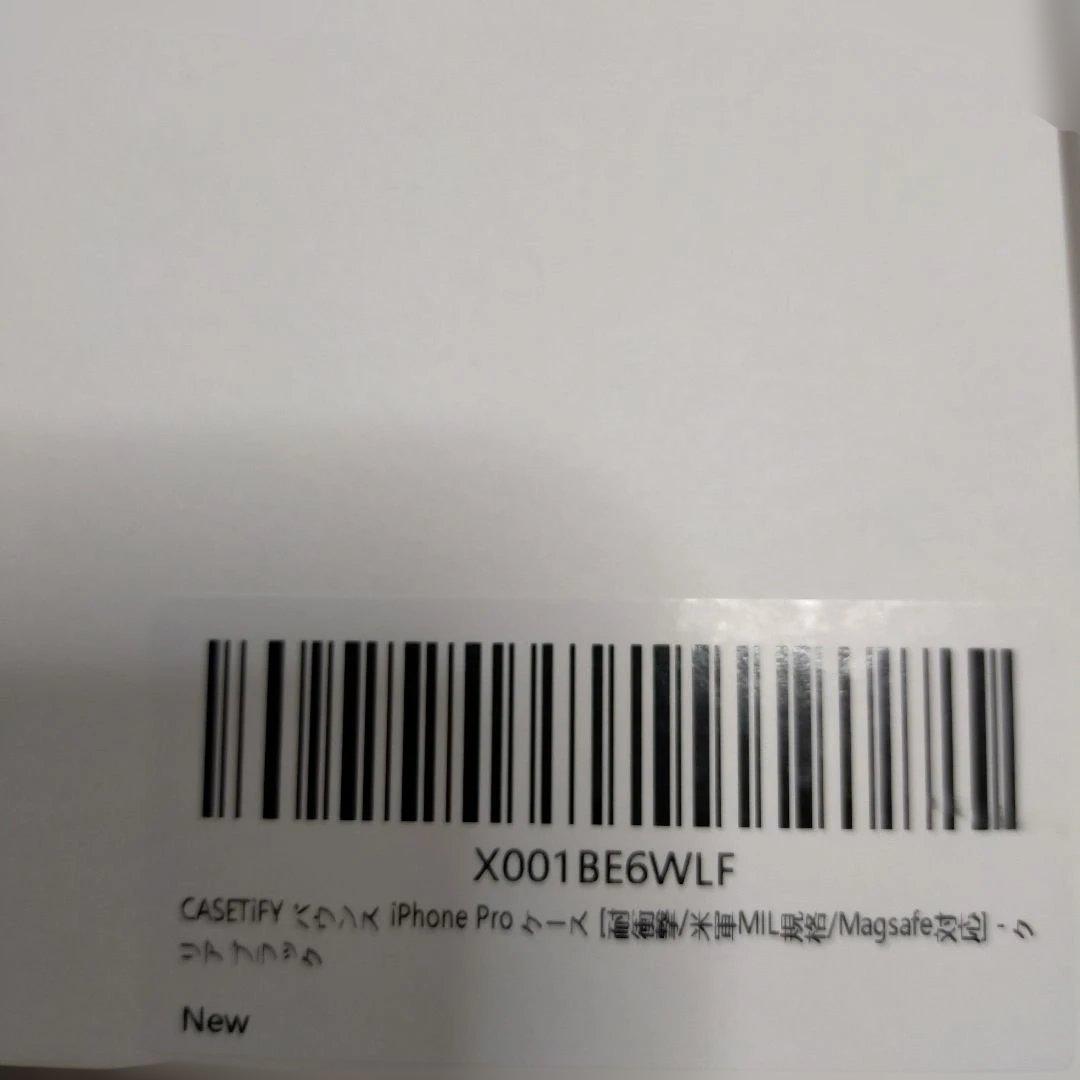 X001BE6WLF
CASETiFY バウンス iPhone Pro ケース [耐衝撃/米軍MIL規格/Magsafe対応] - ク
リア ブラック
New